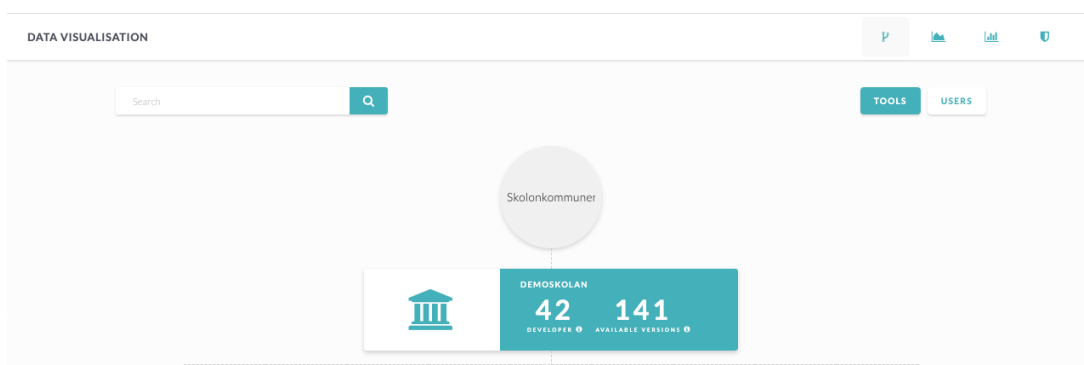 DATA VISUALISATION
Search
TOOLS USERS
Skolonkommuner
DEMOSKOLAN
42 141
DEVELOPER AVAILABLE VERSIONS